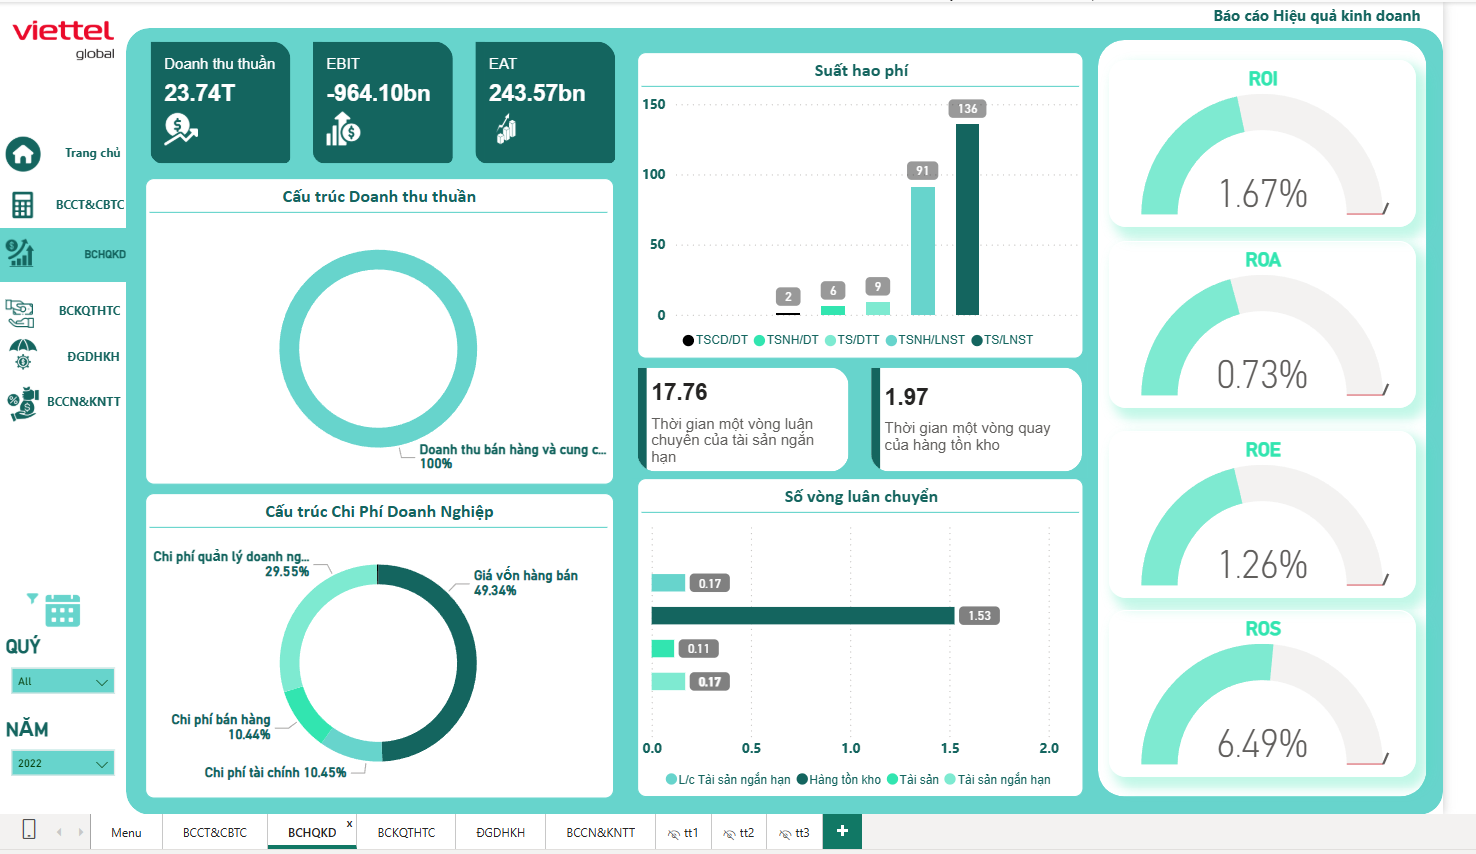 Báo cáo Hiệu quả kinh doanh
viettel
global
Trang chủ
BCCT&CBTC
BCHQKD
BCKQTHTC
ĐGDHKH
BCCN&KNTT
QUÝ
All
NĂM
2022
Doanh thu thuần
23.74T
EBIT
-964.10bn
EAT
243.57bn
Cấu trúc Doanh thu thuần
Doanh thu bán hàng và cung c...
100%
Cấu trúc Chi Phí Doanh Nghiệp
Chi phí quản lý doanh ng...
29.55%
Giá vốn hàng bán
49.34%
Chi phí bán hàng
10.44%
Chi phí tài chính 10.45%
Suất hao phí
150
100
50
0
2
6
9
91
136
TSCD/DT TSNH/DT TS/DTT TSNH/LNST TS/LNST
17.76
Thời gian một vòng luân
chuyển của tài sản ngắn
hạn
1.97
Thời gian một vòng quay
của hàng tồn kho
Số vòng luân chuyển
0.17
1.53
0.11
0.17
0.0 0.5 1.0 1.5 2.0
L/c Tài sản ngắn hạn Hàng tồn kho Tài sản Tài sản ngắn hạn
ROI
1.67%
ROA
0.73%
ROE
1.26%
ROS
6.49%
Menu BCCT&CBTC BCHQKD x BCKQTHTC ĐGDHKH BCCN&KNTT tt1 tt2 tt3 +